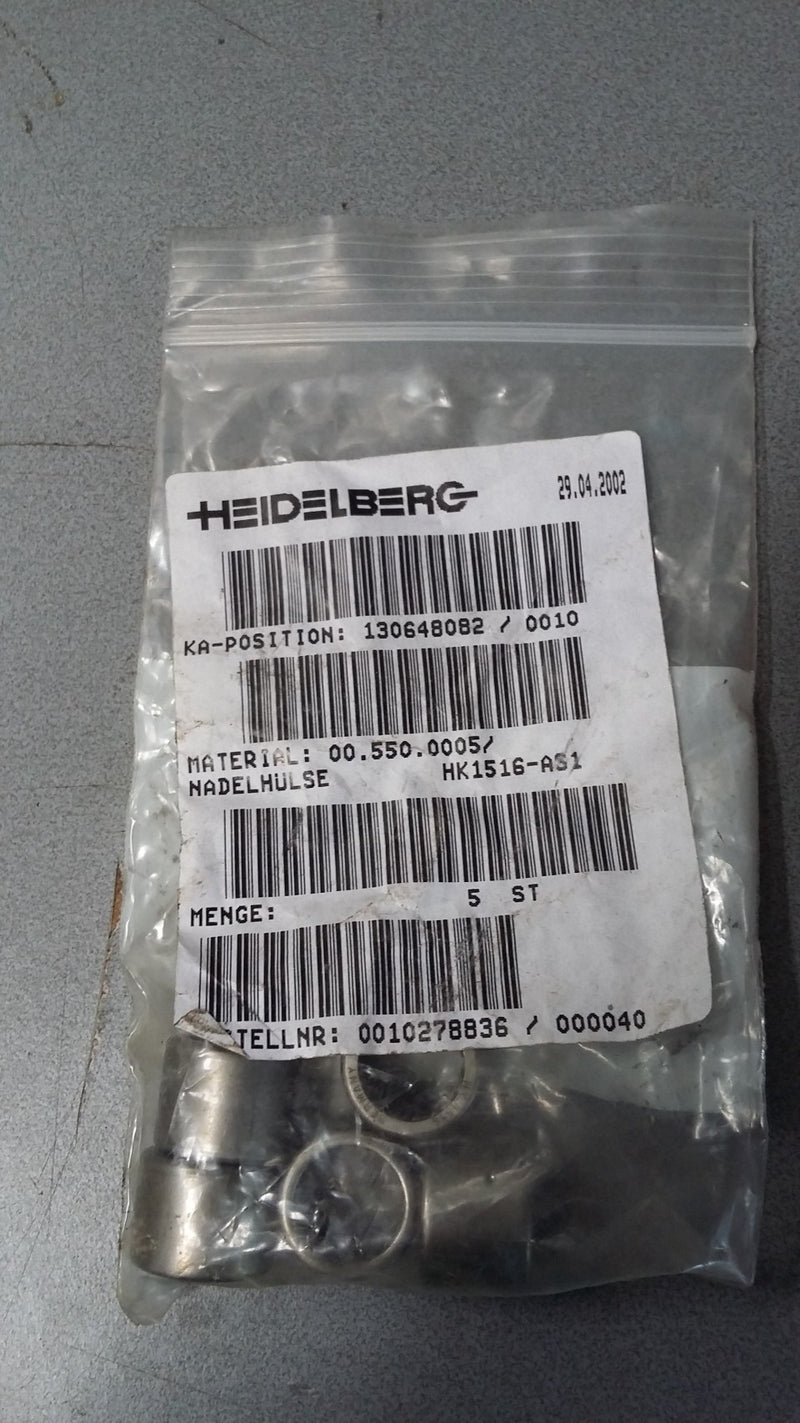 HEIDELBERG 29.04.2002
KA-POSITION: 130648082 / 0010
MATERIAL: 00.550.0005/
NADELHÜLSE HK1516-AS1
MENGE: 5 ST
TELLNR: 0010278836 / 000040